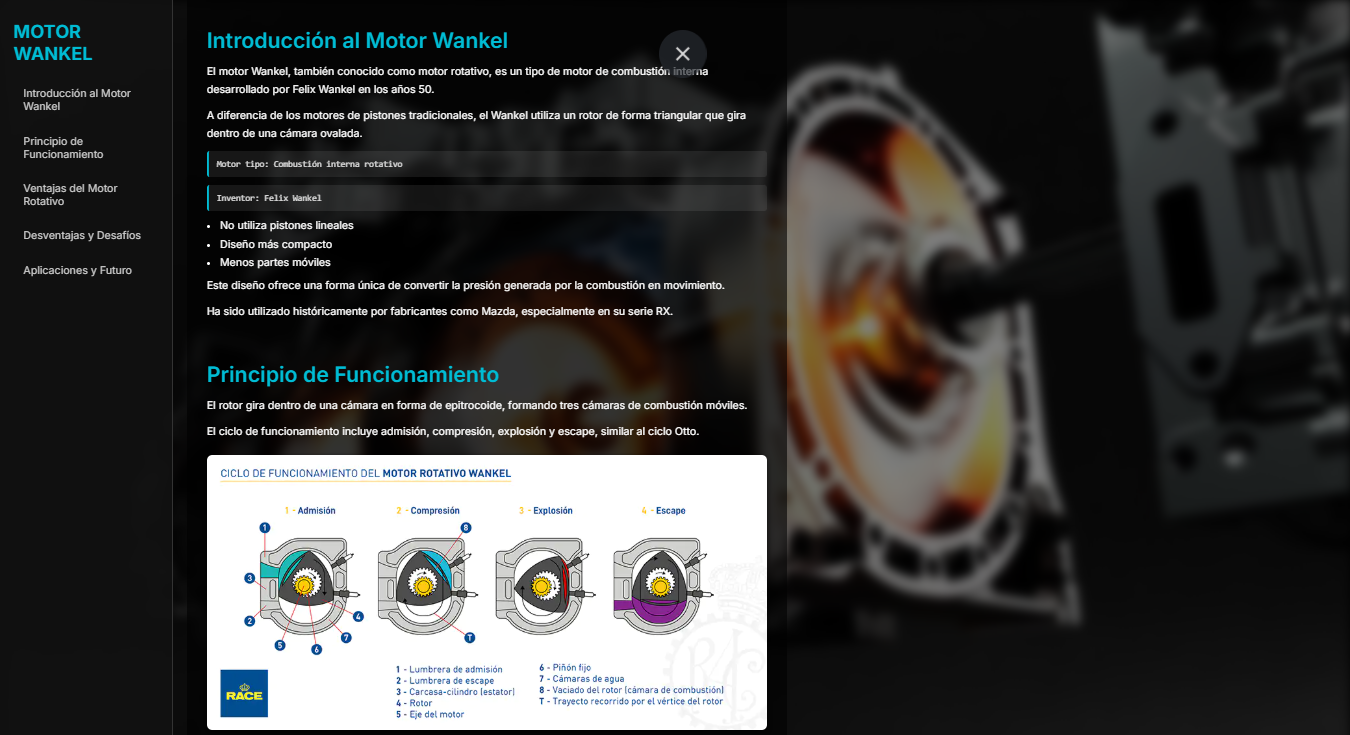 MOTOR
WANKEL
Introducción al Motor
Wankel
Principio de
Funcionamiento
Ventajas del Motor
Rotativo
Desventajas y Desafíos
Aplicaciones y Futuro
Introducción al Motor Wankel
El motor Wankel, también conocido como motor rotativo, es un tipo de motor de combustión interna
desarrollado por Felix Wankel en los años 50.
A diferencia de los motores de pistones tradicionales, el Wankel utiliza un rotor de forma triangular que gira
dentro de una cámara ovalada.
Motor tipo: Combustión interna rotativo
Inventor: Felix Wankel
• No utiliza pistones lineales
• Diseño más compacto
• Menos partes móviles
Este diseño ofrece una forma única de convertir la presión generada por la combustión en movimiento.
Ha sido utilizado históricamente por fabricantes como Mazda, especialmente en su serie RX.
Principio de Funcionamiento
El rotor gira dentro de una cámara en forma de epitrocoide, formando tres cámaras de combustión móviles.
El ciclo de funcionamiento incluye admisión, compresión, explosión y escape, similar al ciclo Otto.
CICLO DE FUNCIONAMIENTO DEL MOTOR ROTATIVO WANKEL
1 - Admisión 2 - Compresión 3 - Explosión 4 - Escape
1 8
3
2 4
5 6 7 T
1 - Lumbrera de admisión
2 - Lumbrera de escape
3 - Carcasa-cilindro (estator)
4 - Rotor
5 - Eje del motor
6 - Piñón fijo
7 - Cámaras de agua
8 - Vaciado del rotor (cámara de combustión)
T - Trayecto recorrido por el vértice del rotor
RACE